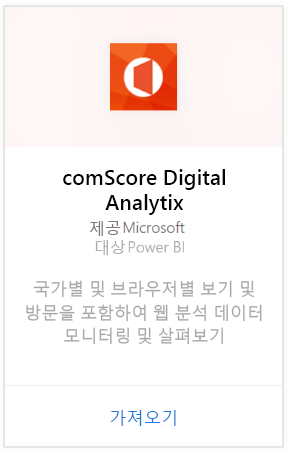 comScore Digital
Analytix
제공 Microsoft
대상 Power BI
국가별 및 브라우저별 보기 및
방문을 포함하여 웹 분석 데이터
모니터링 및 살펴보기
가져오기